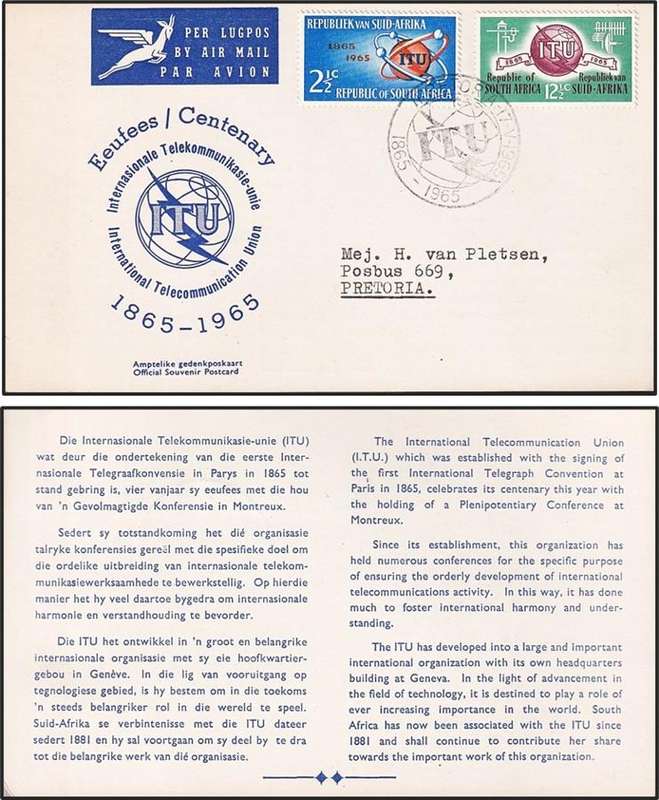 PER LUGPOS
BY AIR MAIL
PAR AVION
REPUBLIEK VAN SUID-AFRIKA
1865
1965
ITU
2½c
REPUBLIC OF SOUTH AFRICA
ITU
1865 1965
Republic of Republiek van
SOUTH AFRICA 12½c SUID-AFRIKA
ITU
1865 - 1965
Eeufees / Centenary
Internasionale Telekommunikasie-unie
ITU
International Telecommunication Union
1865-1965
Mej. H. van Pletsen,
Posbus 669,
PRETORIA.
Amptelike gedenkposkaart
Official Souvenir Postcard
Die Internasionale Telekommunikasie-unie (ITU)
wat deur die ondertekening van die eerste Inter-
nasionale Telegraafkonvensie in Parys in 1865 tot
stand gebring is, vier vanjaar sy eeufees met die hou
van 'n Gevolmagtigde Konferensie in Montreux.
Sedert sy totstandkoming het dié organisasie
talryke konferensies gereël met die spesifieke doel om
die ordelike uitbreiding van internasionale telekom-
munikasiewerksaamhede te bewerkstellig. Op hierdie
manier het hy veel daartoe bygedra om internasionale
harmonie en verstandhouding te bevorder.
Die ITU het ontwikkel in 'n groot en belangrike
internasionale organisasie met sy eie hoofkwartier-
gebou in Genève. In die lig van vooruitgang op
tegnologiese gebied, is hy bestem om in die toekoms
'n steeds belangriker rol in die wereld te speel.
Suid-Afrika se verbintenisse met die ITU dateer
sedert 1881 en hy sal voortgaan om sy deel by te dra
tot die belangrike werk van dié organisasie.
The International Telecommunication Union
(I.T.U.) which was established with the signing of
the first International Telegraph Convention at
Paris in 1865, celebrates its centenary this year with
the holding of a Plenipotentiary Conference at
Montreux.
Since its establishment, this organization has
held numerous conferences for the specific purpose
of ensuring the orderly development of international
telecommunications activity. In this way, it has done
much to foster international harmony and under-
standing.
The ITU has developed into a large and important
international organization with its own headquarters
building at Geneva. In the light of advancement in
the field of technology, it is destined to play a role of
ever increasing importance in the world. South
Africa has now been associated with the ITU since
1881 and shall continue to contribute her share
towards the important work of this organization.